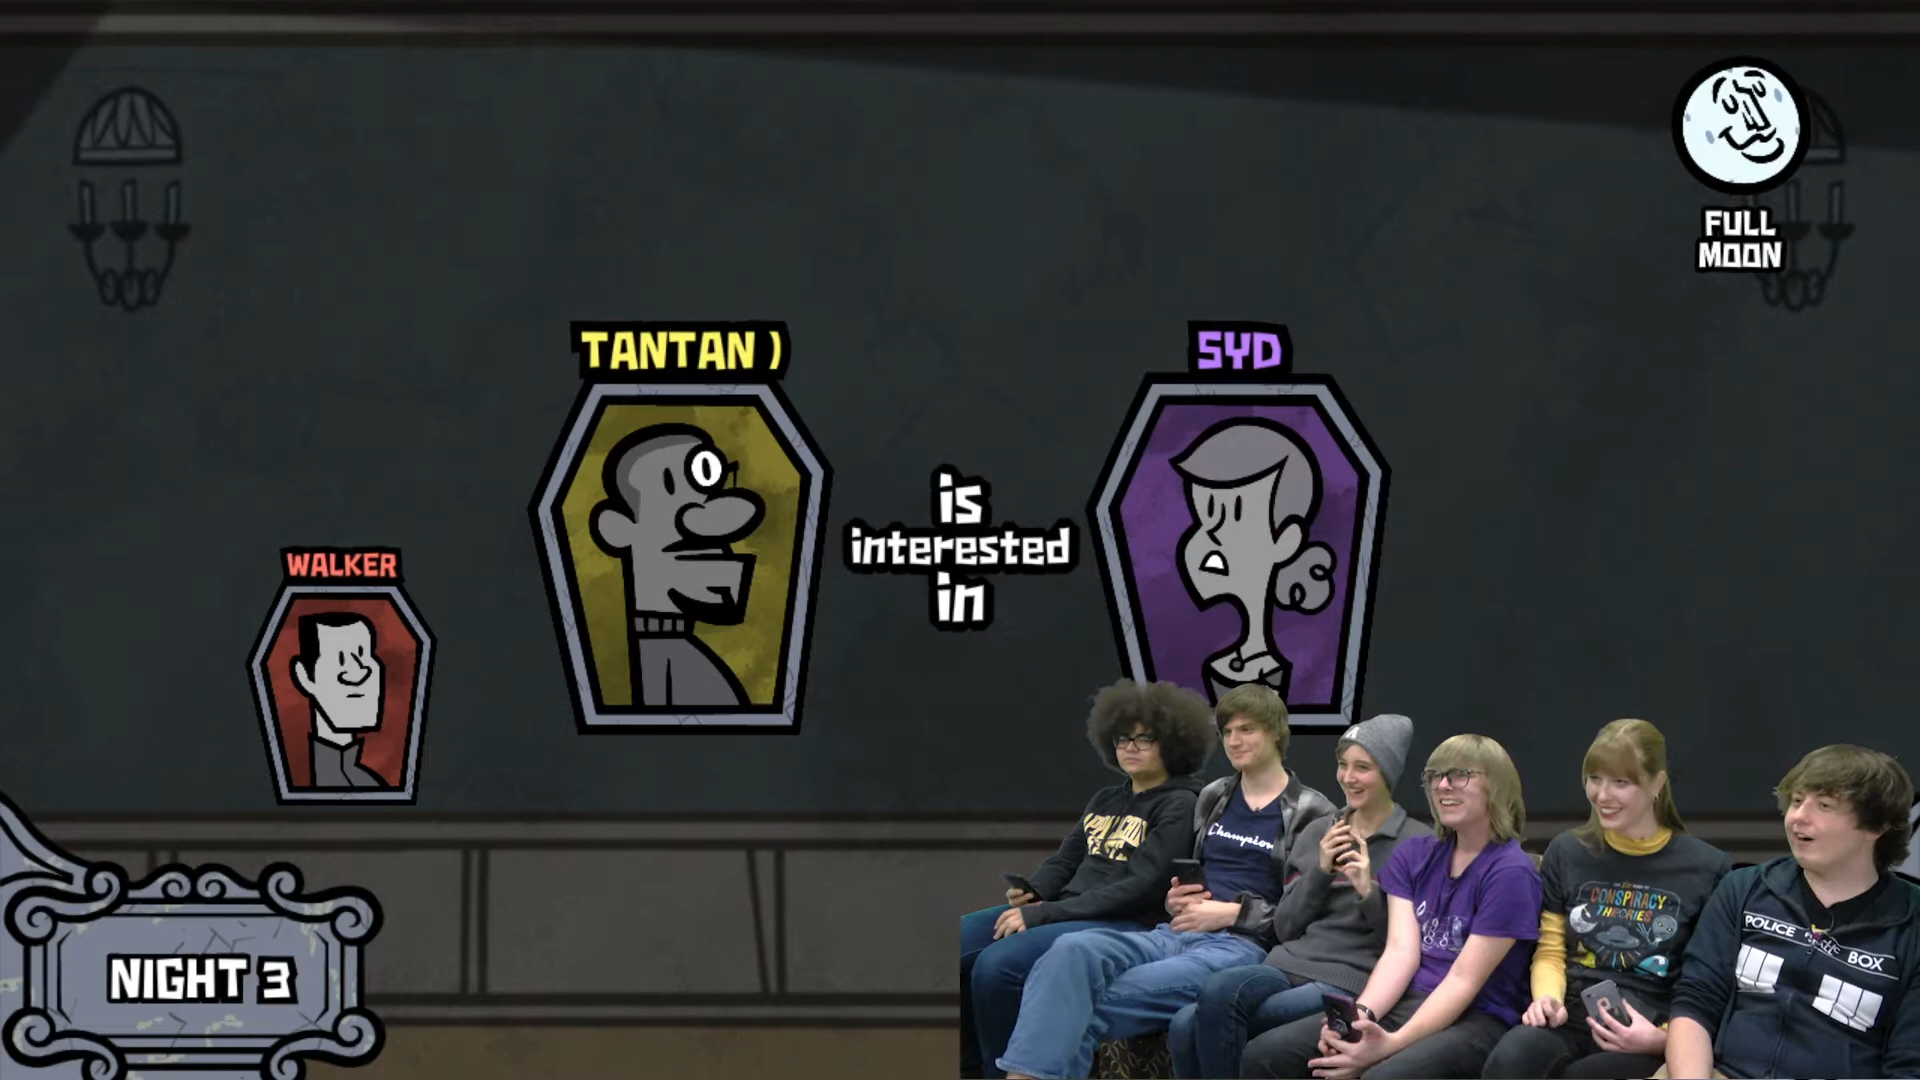 FULL
MOON
TANTAN )
SYD
is
interested
in
WALKER
NIGHT 3
Champion
CONSPIRACY
THEORIES
POLICE
BOX